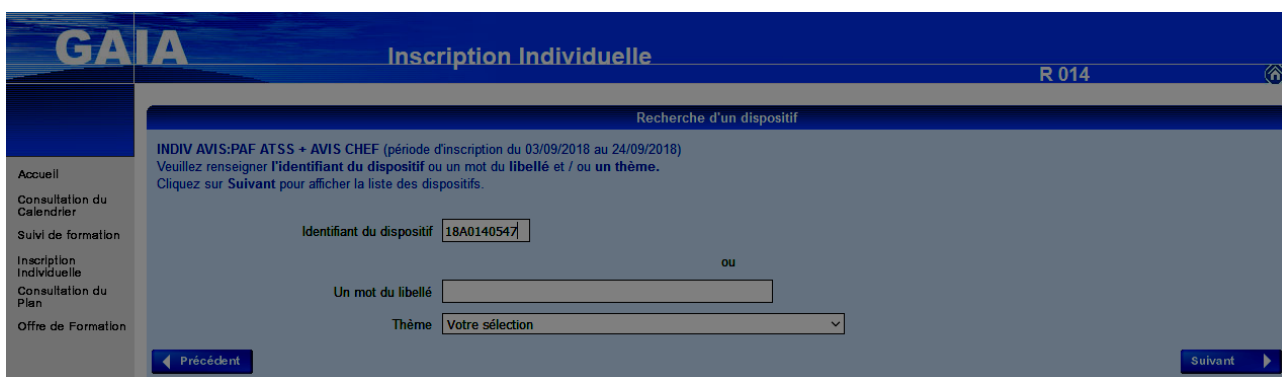 GAIA
Inscription Individuelle
R 014
Recherche d'un dispositif
INDIV AVIS:PAF ATSS + AVIS CHEF (période d'inscription du 03/09/2018 au 24/09/2018)
Veuillez renseigner l'identifiant du dispositif ou un mot du libellé et / ou un thème.
Cliquez sur Suivant pour afficher la liste des dispositifs.
Accueil
Consultation du
Calendrier
Suivi de formation
Inscription
Individuelle
Consultation du
Plan
Offre de Formation
Identifiant du dispositif 18A0140547
ou
Un mot du libellé
Thème Votre sélection
Précédent
Suivant